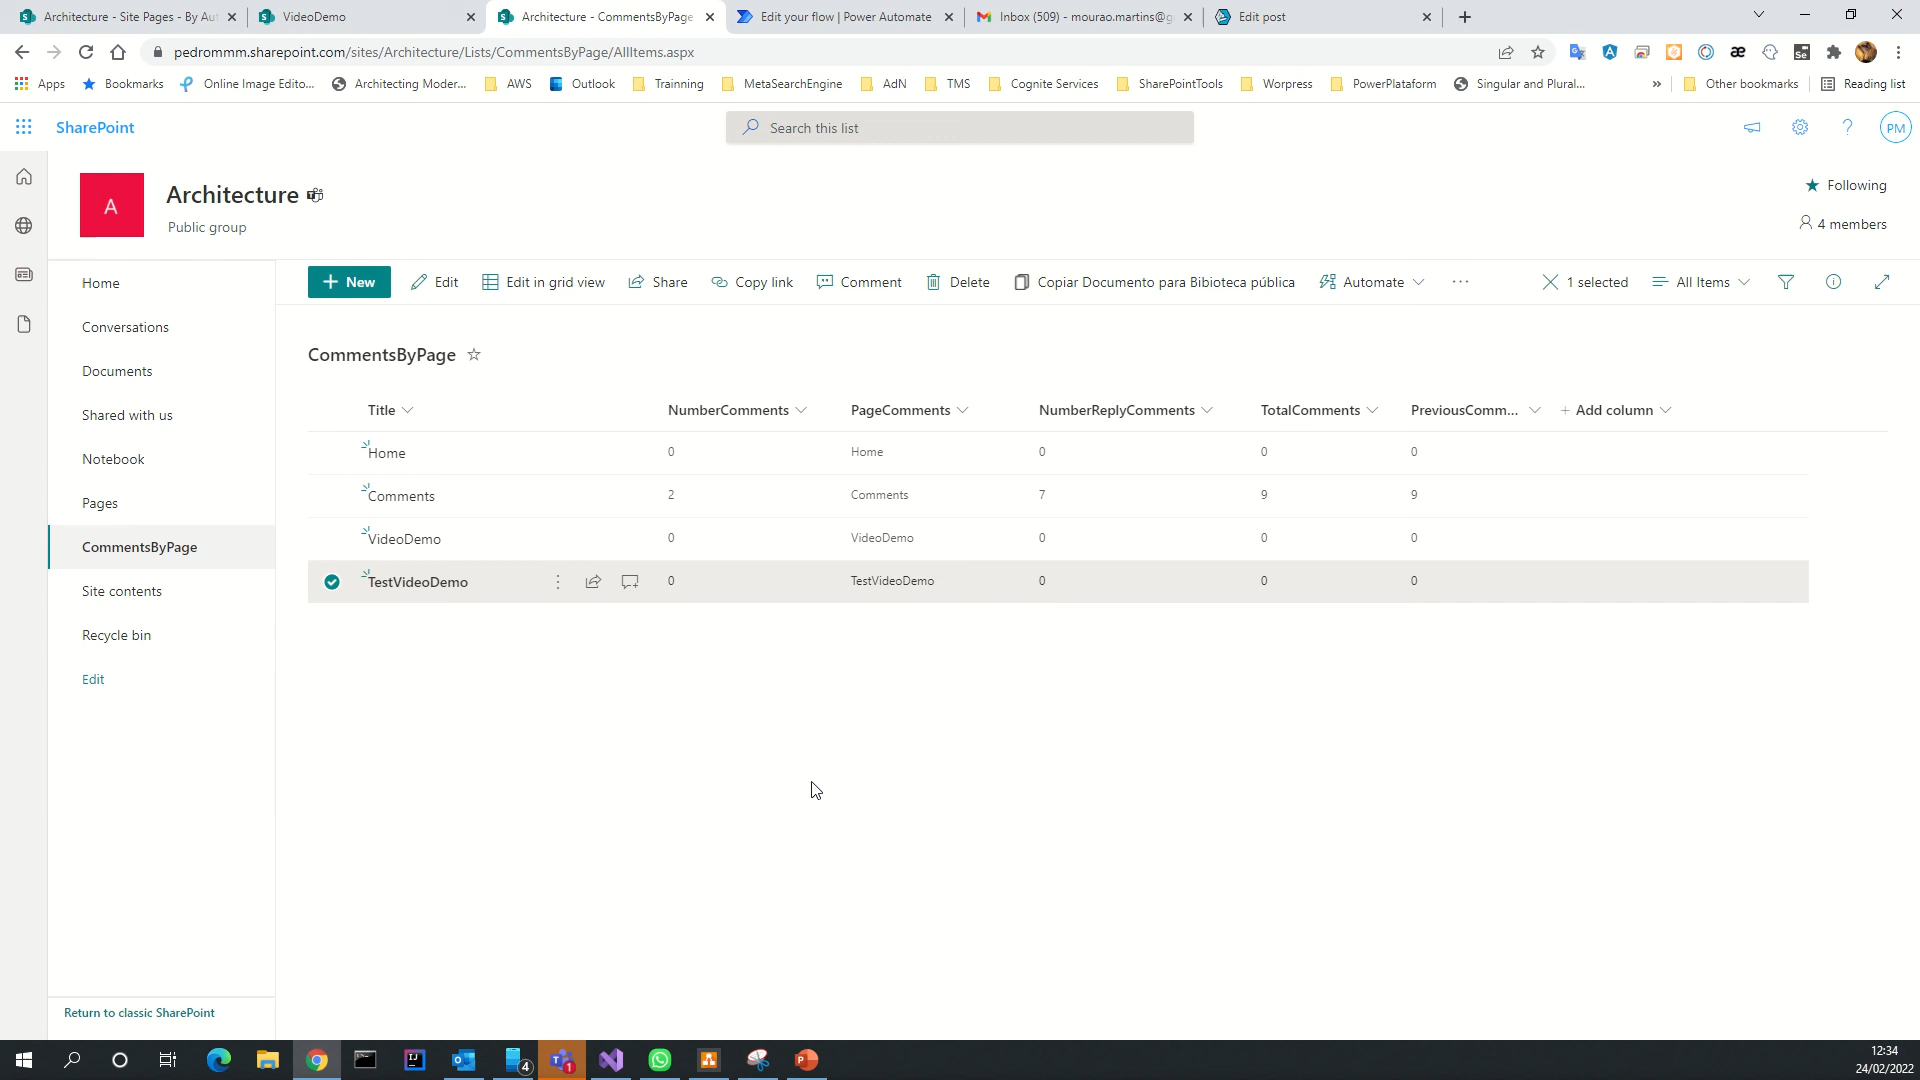 Architecture - Site Pages - By Aut
VideoDemo
Architecture - CommentsByPage
Edit your flow | Power Automate
Inbox (509) - mourao.martins@g
Edit post
pedrommm.sharepoint.com/sites/Architecture/Lists/CommentsByPage/AllItems.aspx
Apps Bookmarks Online Image Edito... Architecting Moder... AWS Outlook Trainning MetaSearchEngine AdN TMS Cognite Services SharePointTools Worpress PowerPlataform Singular and Plural... » Other bookmarks Reading list
SharePoint
Search this list
PM
A
Architecture
Public group
Following
4 members
New Edit Edit in grid view Share Copy link Comment Delete Copiar Documento para Bibioteca pública Automate ··· 1 selected All Items
Home
Conversations
Documents
Shared with us
Notebook
Pages
CommentsByPage
Site contents
Recycle bin
Edit
Return to classic SharePoint
CommentsByPage
Title NumberComments PageComments NumberReplyComments TotalComments PreviousComm... + Add column
Home 0 Home 0 0 0
Comments 2 Comments 7 9 9
VideoDemo 0 VideoDemo 0 0 0
TestVideoDemo 0 TestVideoDemo 0 0 0
4
1
12:34
24/02/2022